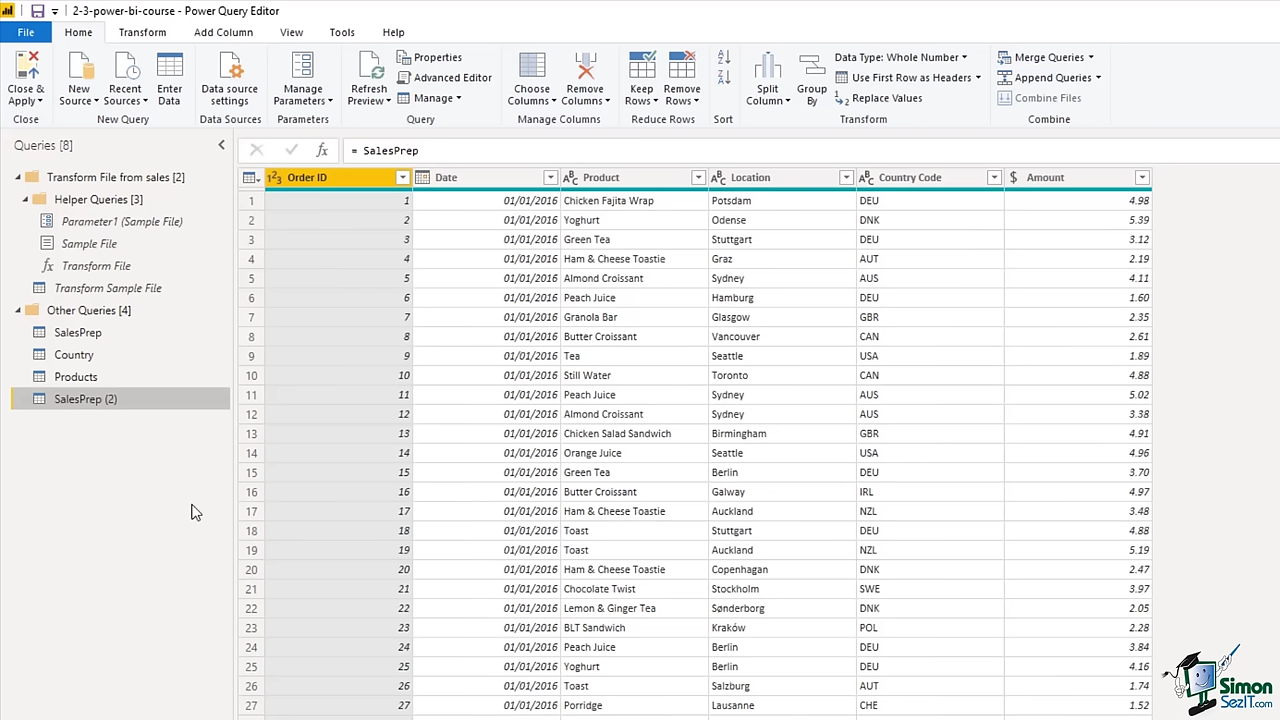 2-3-power-bi-course - Power Query Editor
File Home Transform Add Column View Tools Help
Close & Apply New Source Recent Sources Enter Data Data source settings Manage Parameters Refresh Preview Properties Advanced Editor Manage Choose Columns Remove Columns Keep Rows Remove Rows Split Column Group By Data Type: Whole Number Use First Row as Headers Replace Values Merge Queries Append Queries Combine Files
Close New Query Data Sources Parameters Query Manage Columns Reduce Rows Sort Transform Combine
Queries [8]
= SalesPrep
Transform File from sales [2]
Helper Queries [3]
Parameter1 (Sample File)
Sample File
Transform File
Transform Sample File
Other Queries [4]
SalesPrep
Country
Products
SalesPrep (2)
Order ID Date Product Location Country Code Amount
1 1 01/01/2016 Chicken Fajita Wrap Potsdam DEU 4.98
2 2 01/01/2016 Yoghurt Odense DNK 5.39
3 3 01/01/2016 Green Tea Stuttgart DEU 3.12
4 4 01/01/2016 Ham & Cheese Toastie Graz AUT 2.19
5 5 01/01/2016 Almond Croissant Sydney AUS 4.11
6 6 01/01/2016 Peach Juice Hamburg DEU 1.60
7 7 01/01/2016 Granola Bar Glasgow GBR 2.35
8 8 01/01/2016 Butter Croissant Vancouver CAN 2.61
9 9 01/01/2016 Tea Seattle USA 1.89
10 10 01/01/2016 Still Water Toronto CAN 4.88
11 11 01/01/2016 Peach Juice Sydney AUS 5.02
12 12 01/01/2016 Almond Croissant Sydney AUS 3.38
13 13 01/01/2016 Chicken Salad Sandwich Birmingham GBR 4.91
14 14 01/01/2016 Orange Juice Seattle USA 4.96
15 15 01/01/2016 Green Tea Berlin DEU 3.70
16 16 01/01/2016 Butter Croissant Galway IRL 4.97
17 17 01/01/2016 Ham & Cheese Toastie Auckland NZL 3.48
18 18 01/01/2016 Toast Stuttgart DEU 4.88
19 19 01/01/2016 Toast Auckland NZL 5.19
20 20 01/01/2016 Ham & Cheese Toastie Copenhagan DNK 2.47
21 21 01/01/2016 Chocolate Twist Stockholm SWE 3.97
22 22 01/01/2016 Lemon & Ginger Tea Sønderborg DNK 2.05
23 23 01/01/2016 BLT Sandwich Kraków POL 2.28
24 24 01/01/2016 Peach Juice Berlin DEU 3.84
25 25 01/01/2016 Yoghurt Berlin DEU 4.16
26 26 01/01/2016 Toast Salzburg AUT 1.74
27 27 01/01/2016 Porridge Lausanne CHE 1.52
Simon
SezIT.com